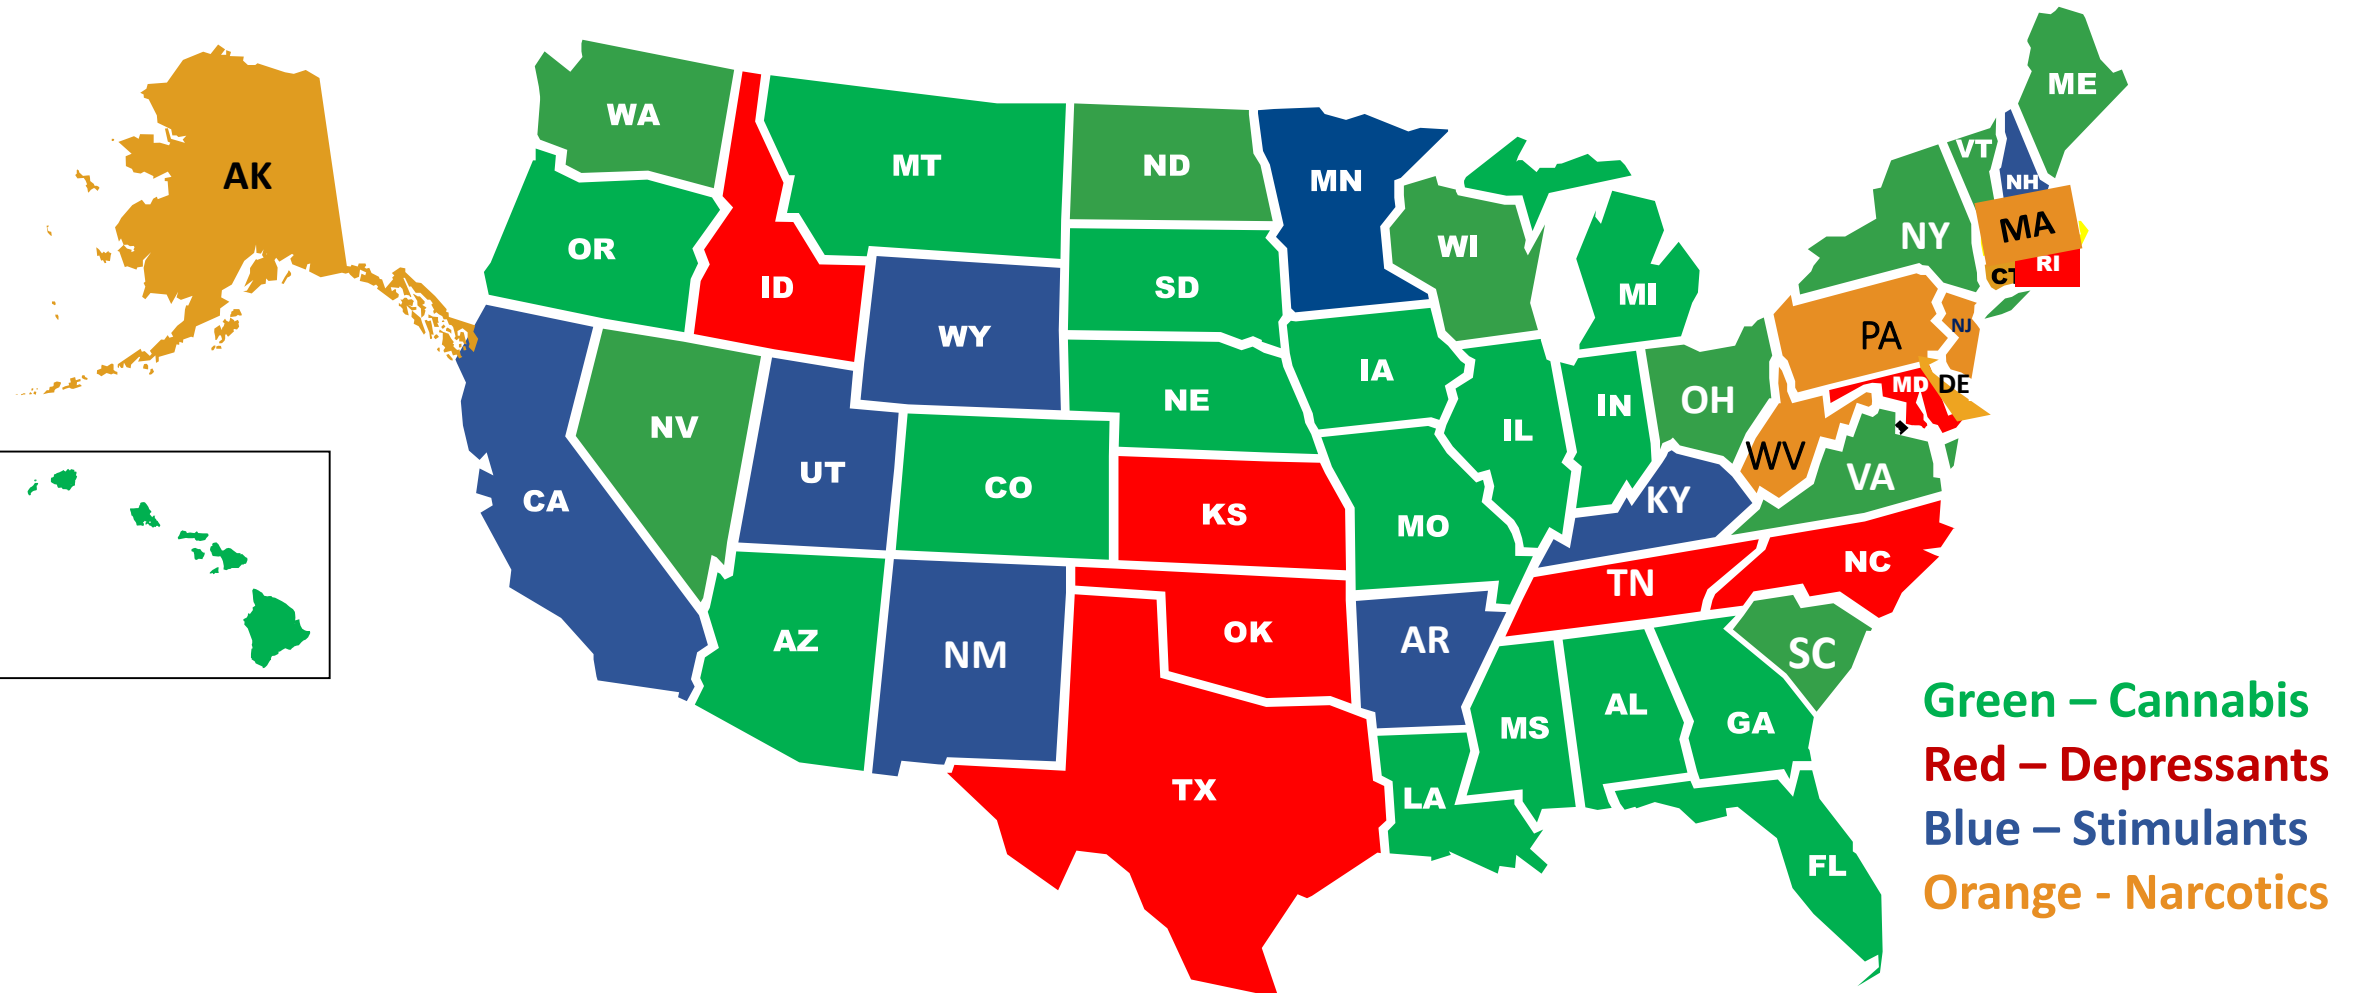 ME
WA
VT
MT
ND
AK
MN
NH
MA
NY
OR
WI
RI
CT
ID
SD
MI
NJ
WY
PA
IA
MD
DE
NE
OH
IN
NV
IL
WV
UT
VA
CO
CA
KY
KS
MO
NC
TN
OK
AR
AZ
NM
SC
AL
GA
MS
TX
LA
FL
Green – Cannabis
Red – Depressants
Blue – Stimulants
Orange - Narcotics